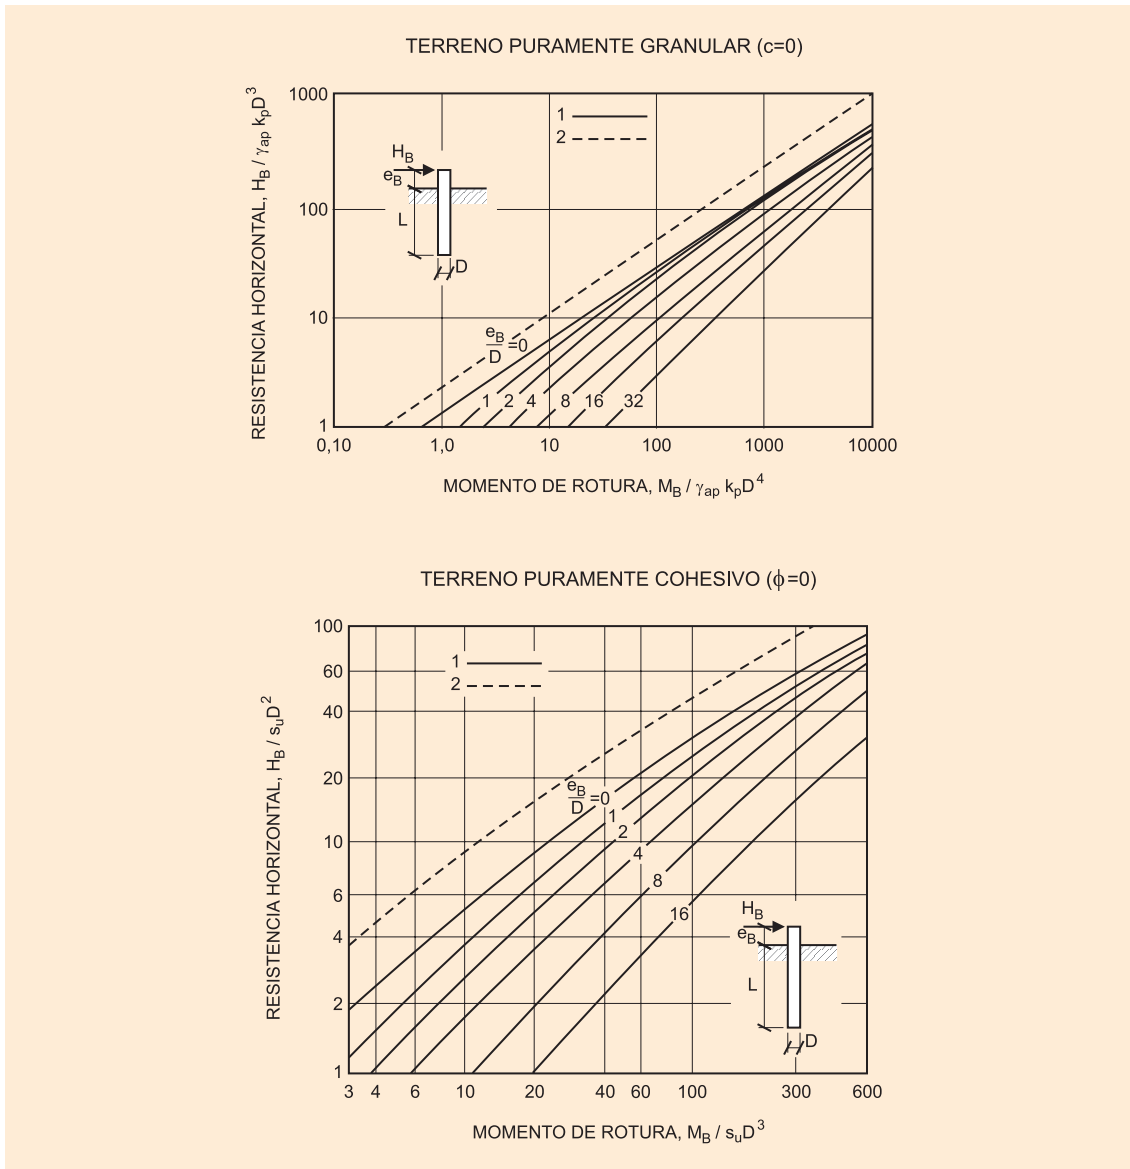 TERRENO PURAMENTE GRANULAR (c=0)
RESISTENCIA HORIZONTAL, H_B / γ_ap k_pD^3
1000
100
10
1
1
2
H_B
e_B
L
D
e_B/D =0
1 2 4 8 16 32
0,10 1,0 10 100 1000 10000
MOMENTO DE ROTURA, M_B / γ_ap k_pD^4
TERRENO PURAMENTE COHESIVO (ϕ=0)
RESISTENCIA HORIZONTAL, H_B / s_uD^2
100
60
40
20
10
6
4
2
1
1
2
e_B/D =0
1
2
4
8
16
H_B
e_B
L
D
3 4 6 10 20 40 60 100 300 600
MOMENTO DE ROTURA, M_B / s_uD^3